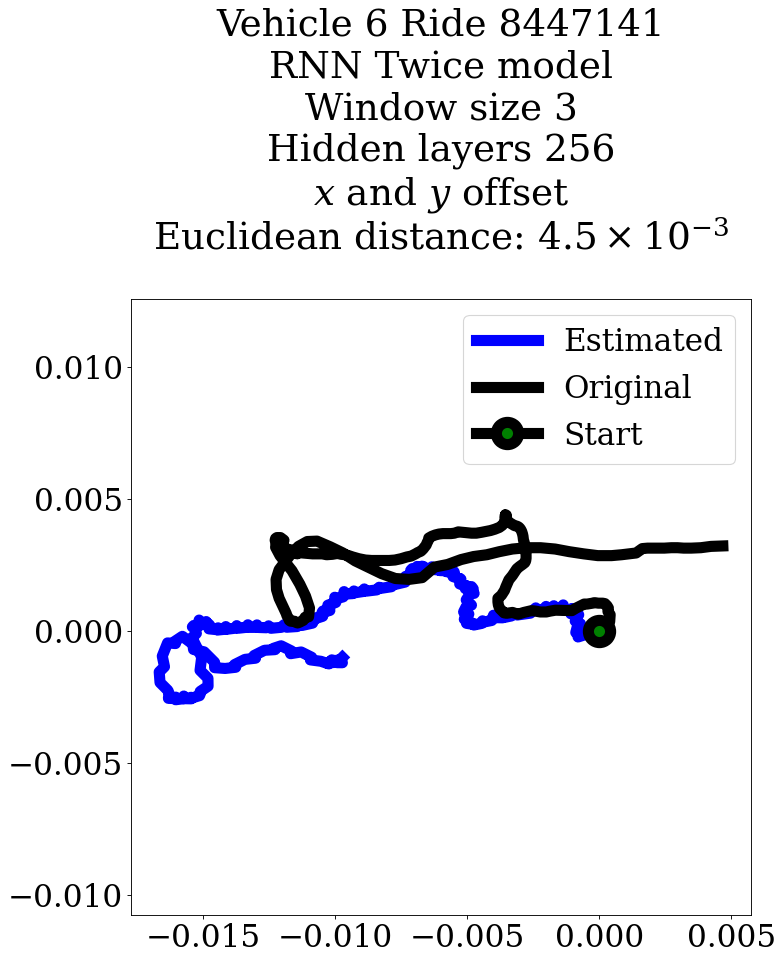 Vehicle 6 Ride 8447141
RNN Twice model
Window size 3
Hidden layers 256
x and y offset
Euclidean distance: 4.5 × 10⁻³
Estimated
Original
Start
0.010
0.005
0.000
−0.005
−0.010
−0.015 −0.010 −0.005 0.000 0.005